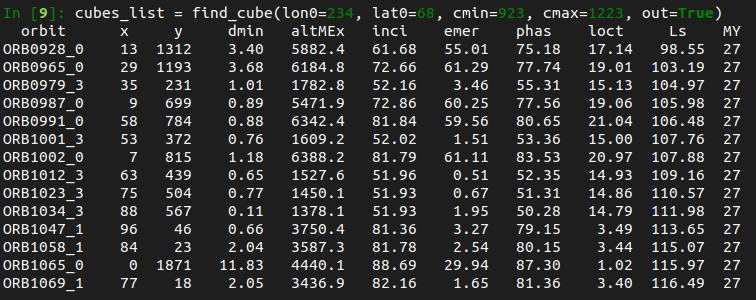 In [9]: cubes_list = find_cube(lon0=234, lat0=68, cmin=923, cmax=1223, out=True)
orbit x y dmin altMEx inci emer phas loct Ls MY
ORB0928_0 13 1312 3.40 5882.4 61.68 55.01 75.18 17.14 98.55 27
ORB0965_0 29 1193 3.68 6184.8 72.66 61.29 77.74 19.01 103.19 27
ORB0979_3 35 231 1.01 1782.8 52.16 3.46 55.31 15.13 104.97 27
ORB0987_0 9 699 0.89 5471.9 72.86 60.25 77.56 19.06 105.98 27
ORB0991_0 58 784 0.88 6342.4 81.84 59.56 80.65 21.04 106.48 27
ORB1001_3 53 372 0.76 1609.2 52.02 1.51 53.36 15.00 107.76 27
ORB1002_0 7 815 1.18 6388.2 81.79 61.11 83.53 20.97 107.88 27
ORB1012_3 63 439 0.65 1527.6 51.96 0.51 52.35 14.93 109.16 27
ORB1023_3 75 504 0.77 1450.1 51.93 0.67 51.31 14.86 110.57 27
ORB1034_3 88 567 0.11 1378.1 51.93 1.95 50.28 14.79 111.98 27
ORB1047_1 96 46 0.66 3750.4 81.36 3.27 79.15 3.49 113.65 27
ORB1058_1 84 23 2.04 3587.3 81.78 2.54 80.15 3.44 115.07 27
ORB1065_0 0 1871 11.83 4440.1 88.69 29.94 87.30 1.02 115.97 27
ORB1069_1 77 18 2.05 3436.9 82.16 1.65 81.36 3.40 116.49 27